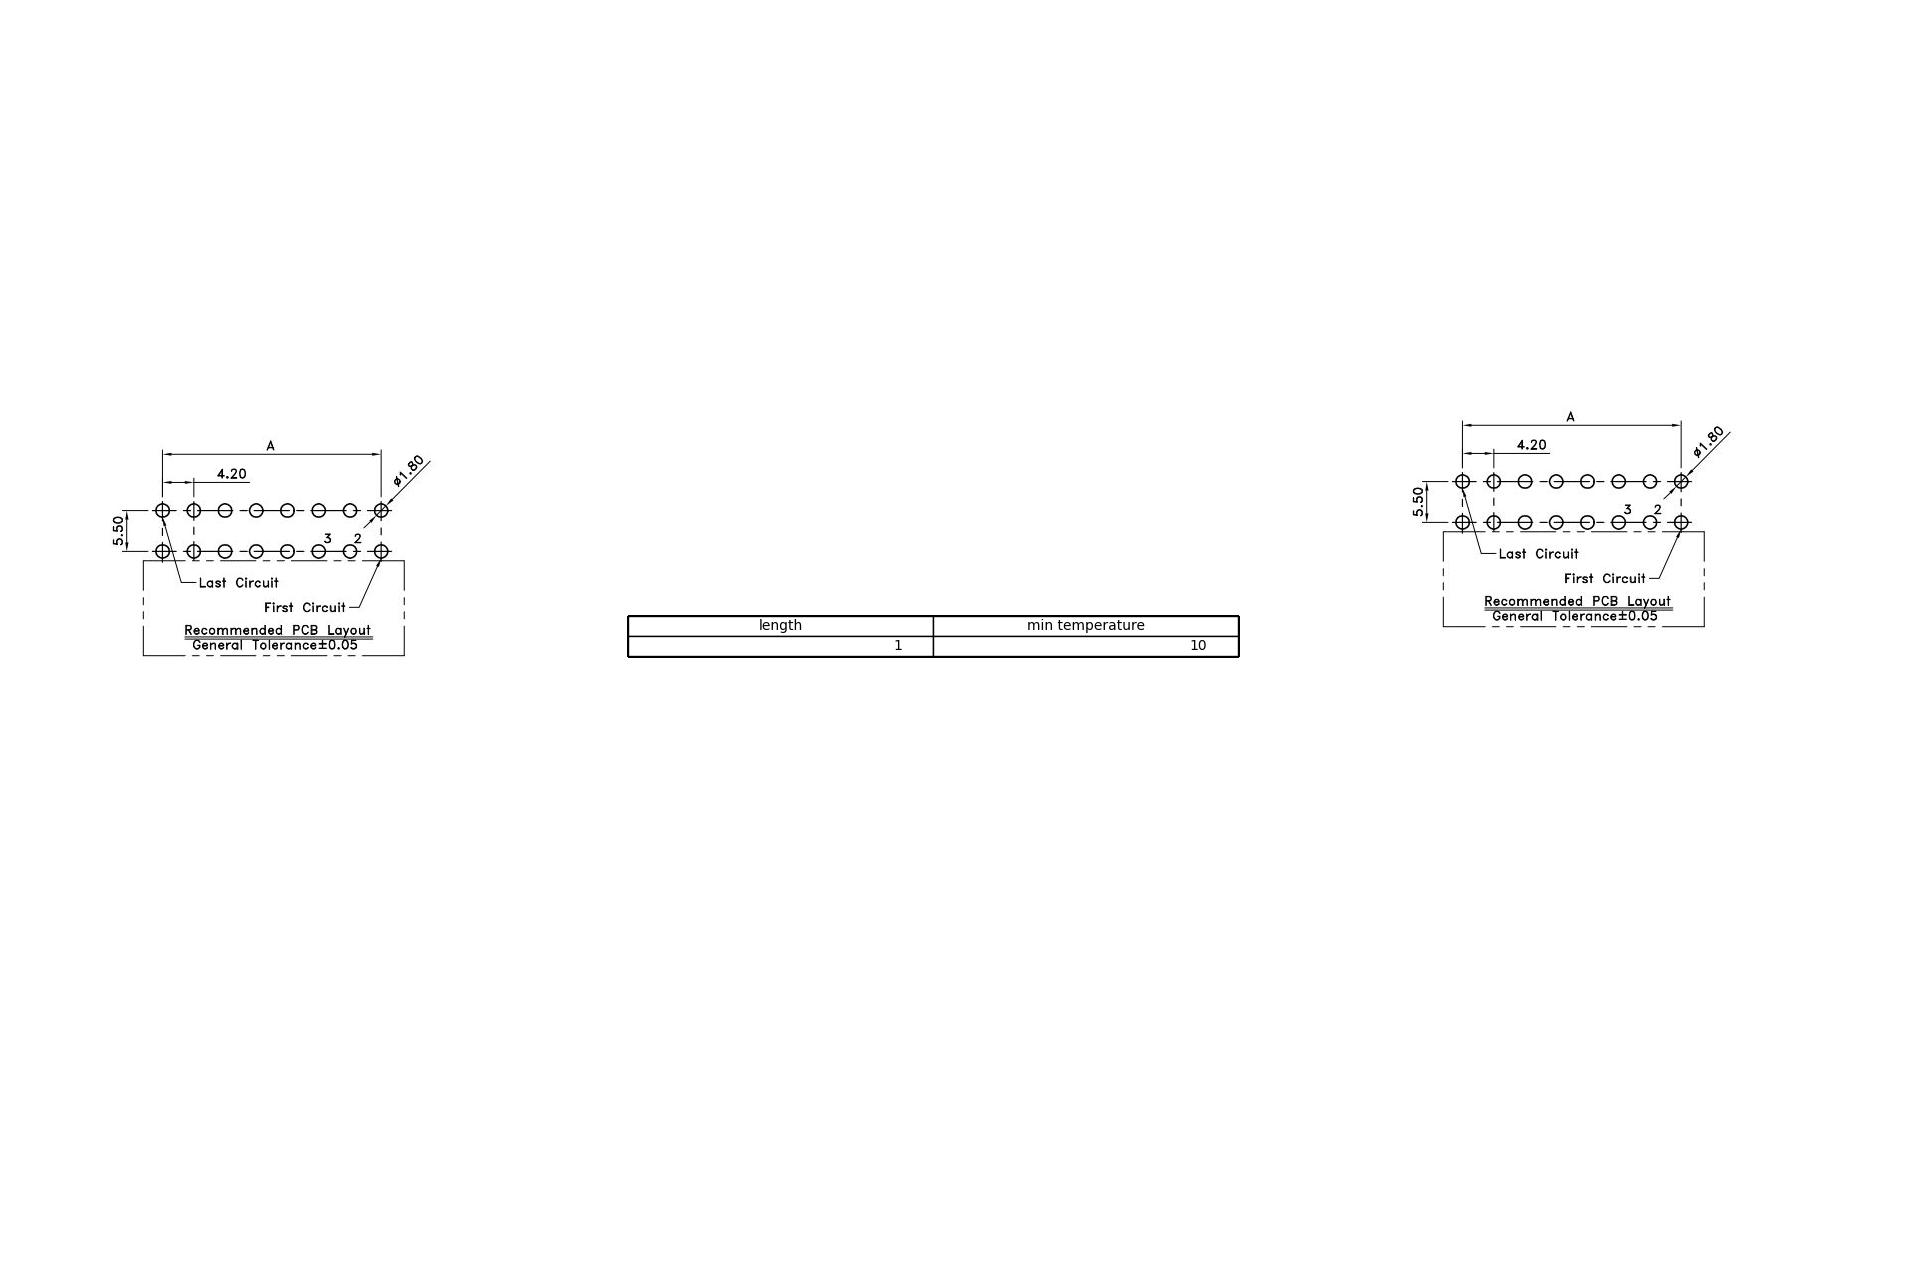 A
4.20
ø1.80
5.50
3 2
Last Circuit
First Circuit
Recommended PCB Layout
General Tolerance±0.05
length min temperature
1 10
A
4.20
ø1.80
5.50
3 2
Last Circuit
First Circuit
Recommended PCB Layout
General Tolerance±0.05